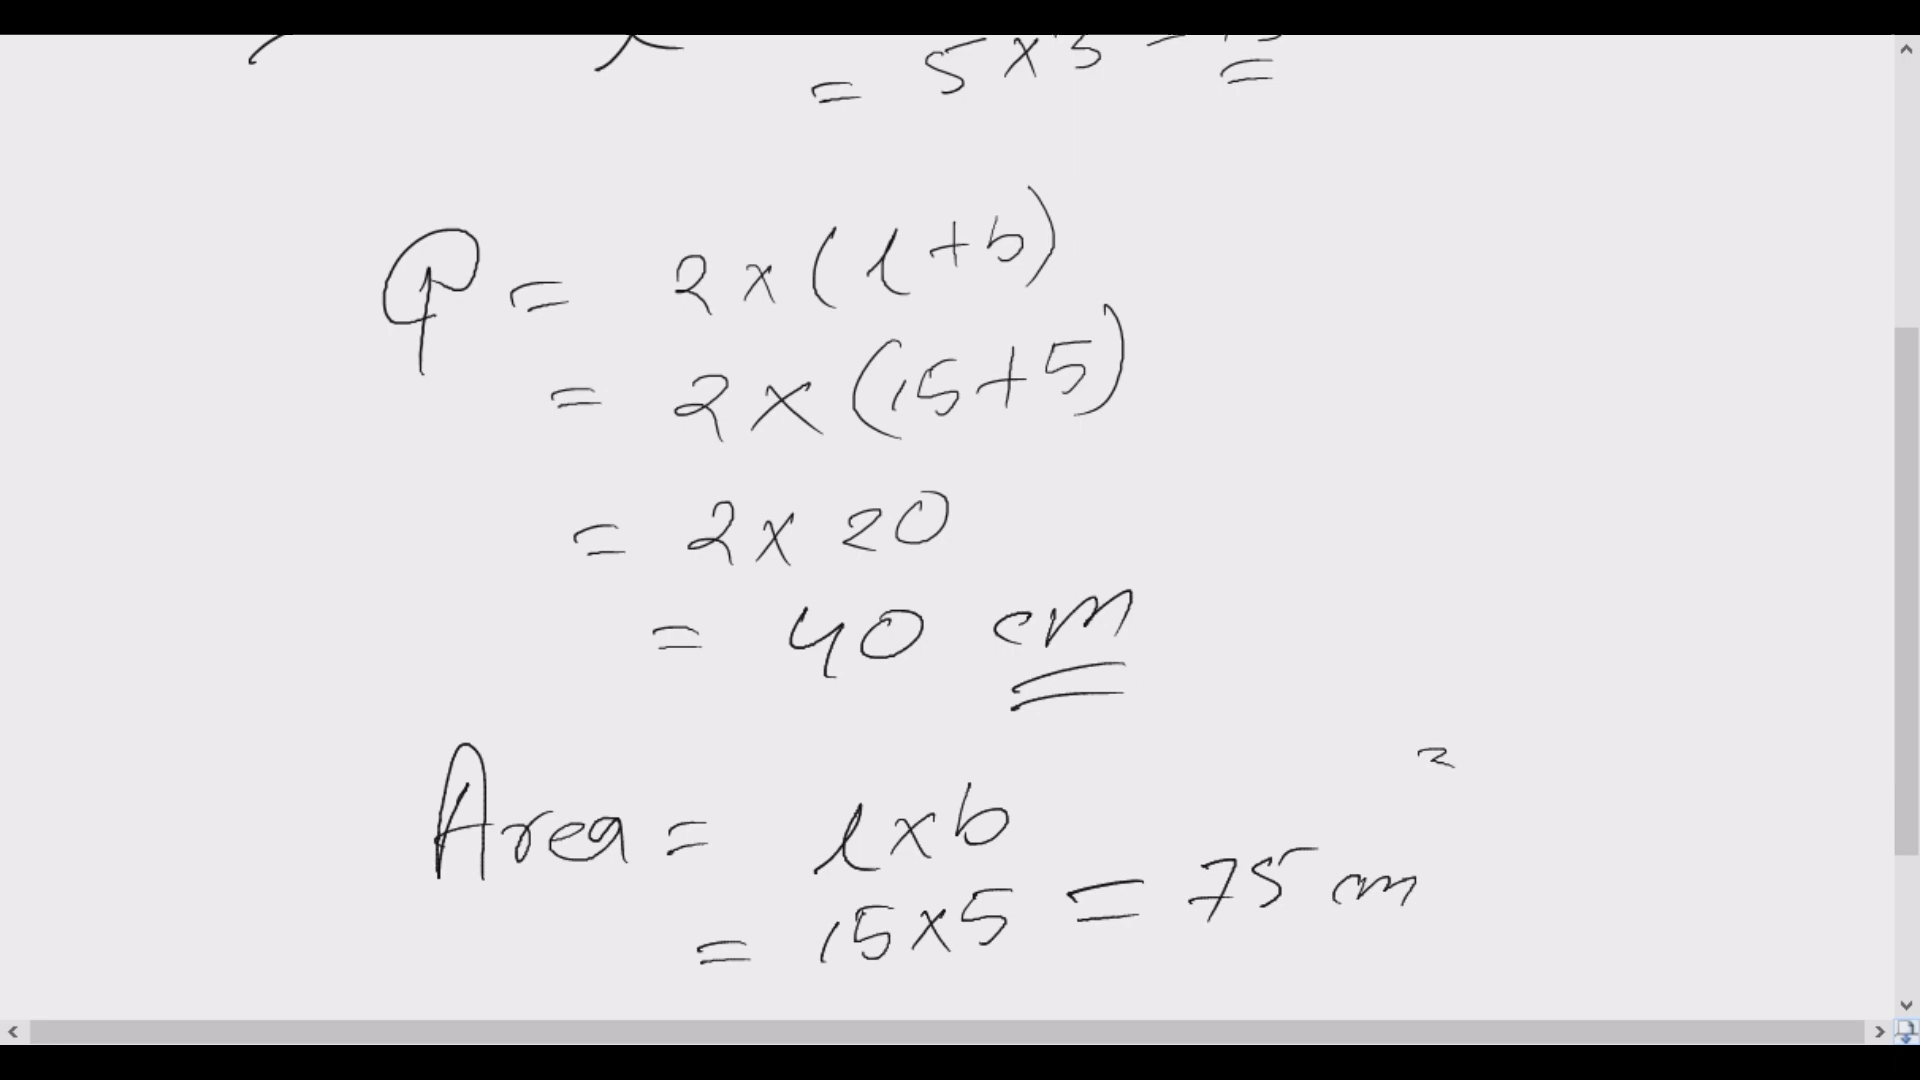 = 5 x 3 =
P = 2 x (l + b)
= 2 x (15 + 5)
= 2 x 20
= 40 cm
Area = l x b
= 15 x 5 = 75 cm²